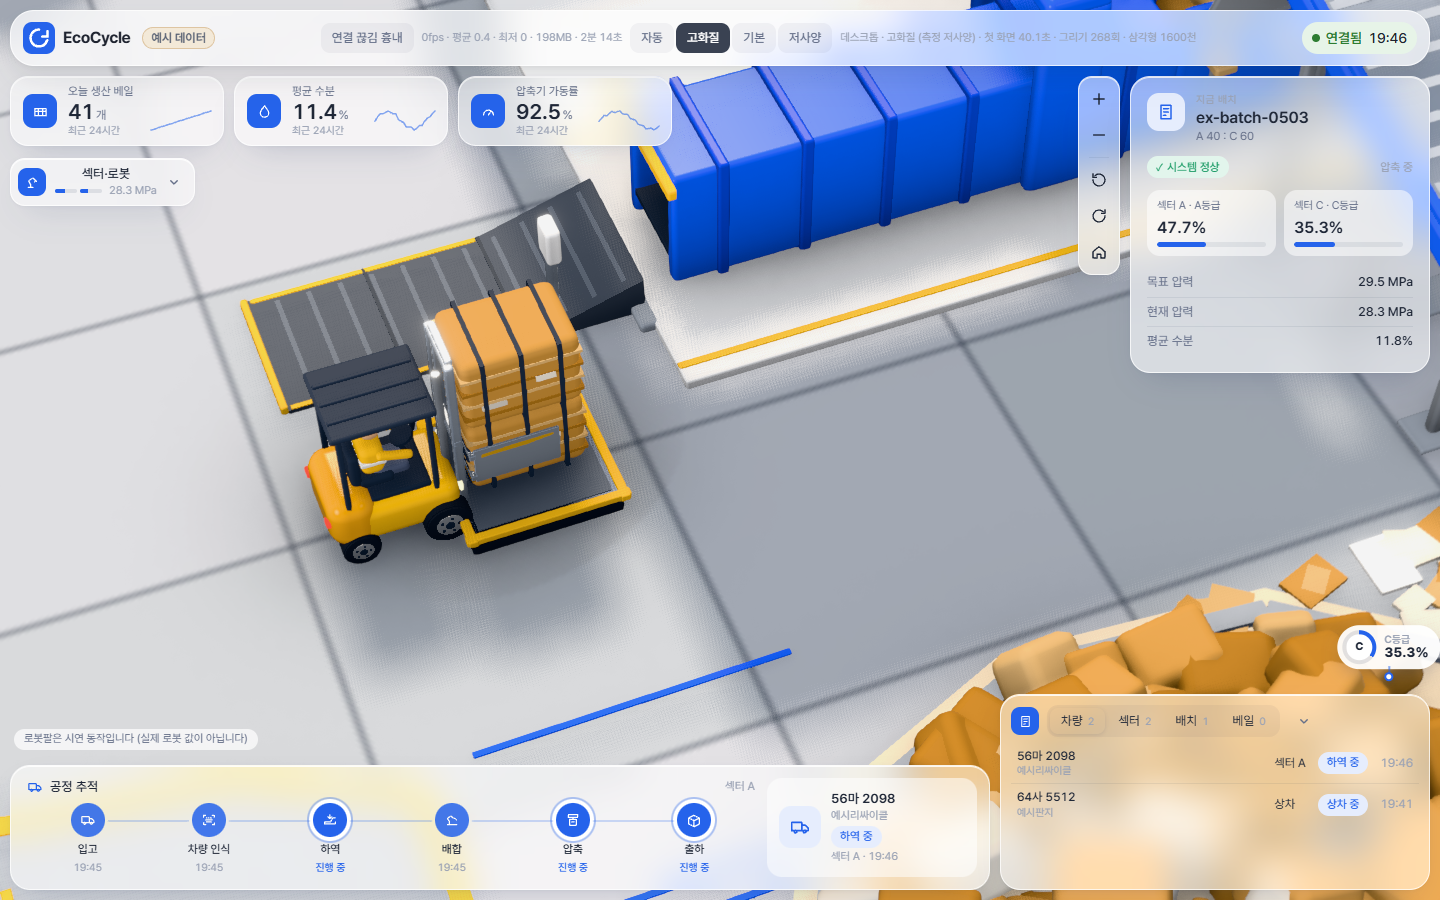 EcoCycle
예시 데이터
연결 끊김 흉내
0fps · 평균 0.4 · 최저 0 · 198MB · 2분 14초
자동
고화질
기본
저사양
데스크톱 · 고화질 (측정 저사양) · 첫 화면 40.1초 · 그리기 268회 · 삼각형 1600천
연결됨 19:46
오늘 생산 베일
41개
최근 24시간
평균 수분
11.4%
최근 24시간
압축기 가동률
92.5%
최근 24시간
섹터·로봇
28.3 MPa
지금 배치
ex-batch-0503
A 40 : C 60
✓ 시스템 정상
압축 중
섹터 A · A등급
47.7%
섹터 C · C등급
35.3%
목표 압력 29.5 MPa
현재 압력 28.3 MPa
평균 수분 11.8%
C
C등급
35.3%
로봇팔은 시연 동작입니다 (실제 로봇 값이 아닙니다)
공정 추적
섹터 A
입고
19:45
차량 인식
19:45
하역
진행 중
배합
19:45
압축
진행 중
출하
진행 중
56마 2098
예시리싸이클
하역 중
섹터 A · 19:46
차량 2
섹터 2
배치 1
베일 0
56마 2098
예시리싸이클
섹터 A
하역 중
19:46
64사 5512
예시판지
상차
상차 중
19:41